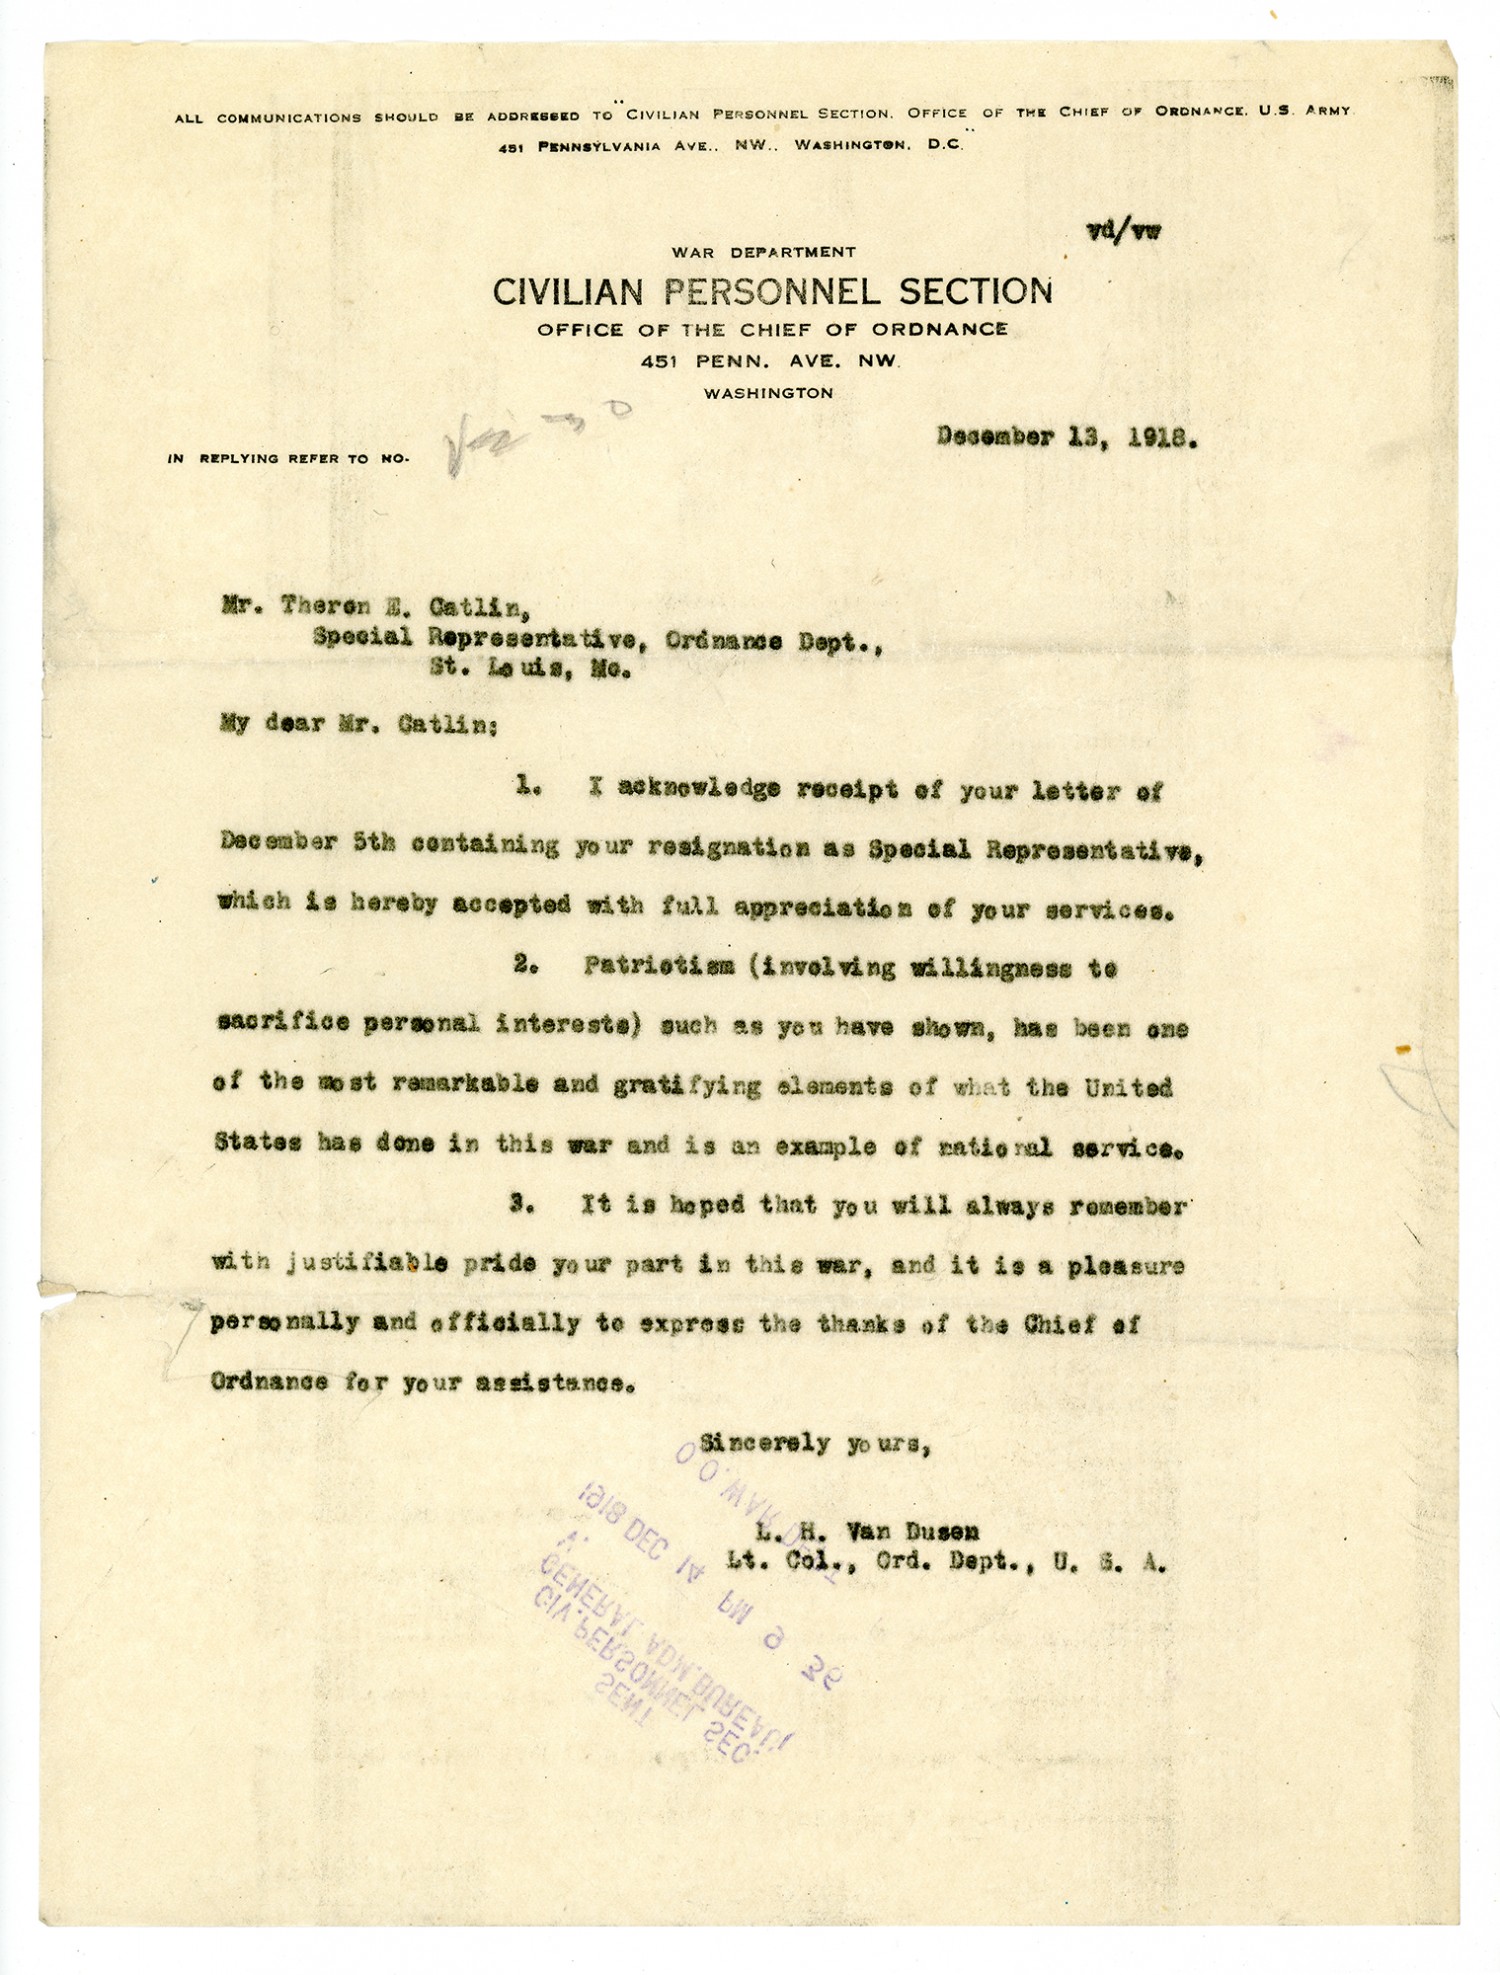 ALL COMMUNICATIONS SHOULD BE ADDRESSED TO "CIVILIAN PERSONNEL SECTION, OFFICE OF THE CHIEF OF ORDNANCE, U.S. ARMY
451 PENNSYLVANIA AVE., NW., WASHINGTON, D.C."
vd/vw
WAR DEPARTMENT
CIVILIAN PERSONNEL SECTION
OFFICE OF THE CHIEF OF ORDNANCE
451 PENN. AVE. NW.
WASHINGTON
December 13, 1918.
IN REPLYING REFER TO NO.
Mr. Theron E. Catlin,
Special Representative, Ordnance Dept.,
St. Louis, Mo.
My dear Mr. Catlin:
1. I acknowledge receipt of your letter of
December 5th containing your resignation as Special Representative,
which is hereby accepted with full appreciation of your services.
2. Patriotism (involving willingness to
sacrifice personal interests) such as you have shown, has been one
of the most remarkable and gratifying elements of what the United
States has done in this war and is an example of national service.
3. It is hoped that you will always remember
with justifiable pride your part in this war, and it is a pleasure
personally and officially to express the thanks of the Chief of
Ordnance for your assistance.
Sincerely yours,
L. H. Van Dusen
Lt. Col., Ord. Dept., U. S. A.
SENT
CIV. PERSONNEL SEC.
GENERAL ADM. BUREAU
1918 DEC 14 PM 9 36
O.O. WAR DEPT